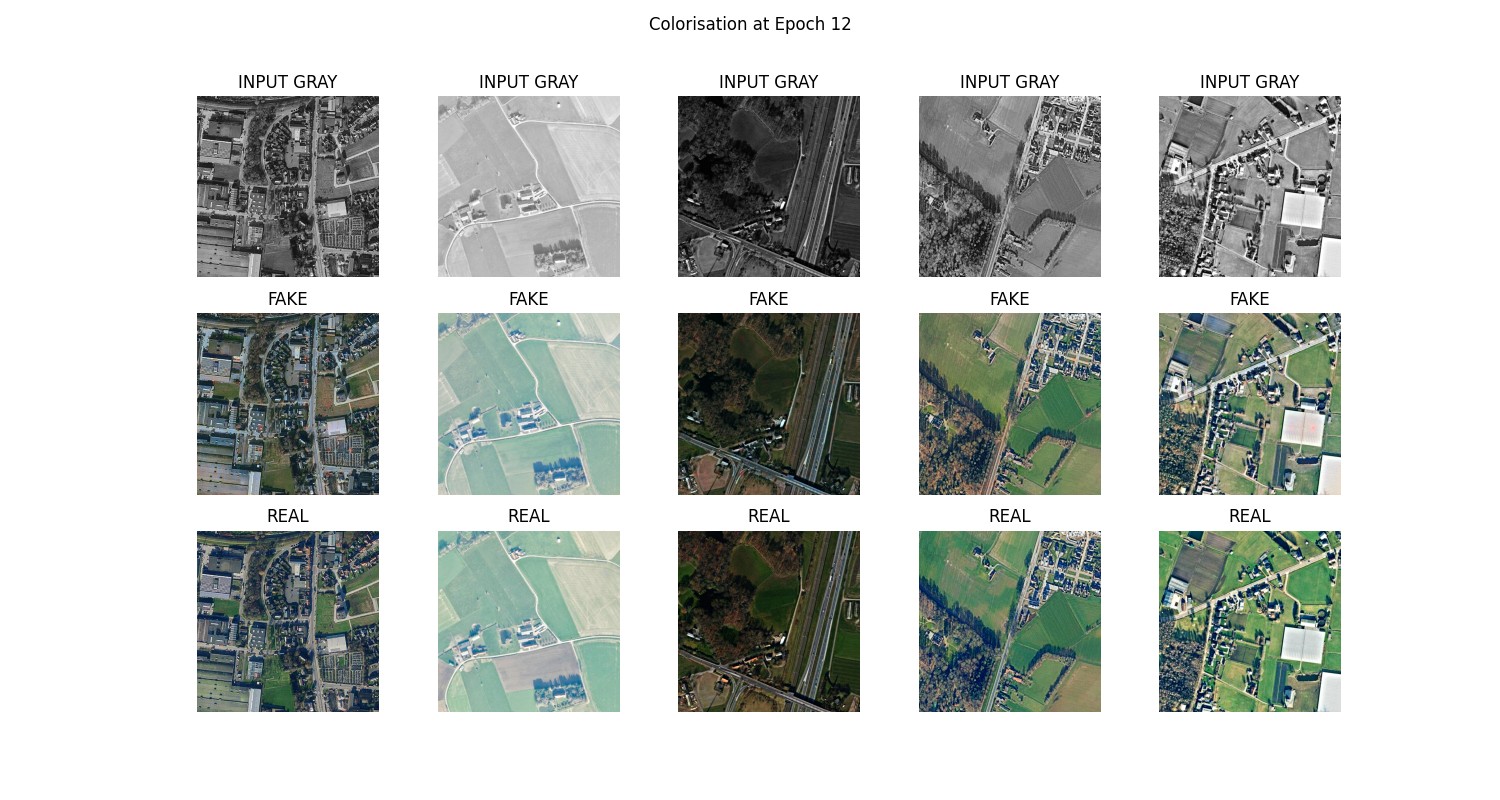 Colorisation at Epoch 12
INPUT GRAY INPUT GRAY INPUT GRAY INPUT GRAY INPUT GRAY
FAKE FAKE FAKE FAKE FAKE
REAL REAL REAL REAL REAL